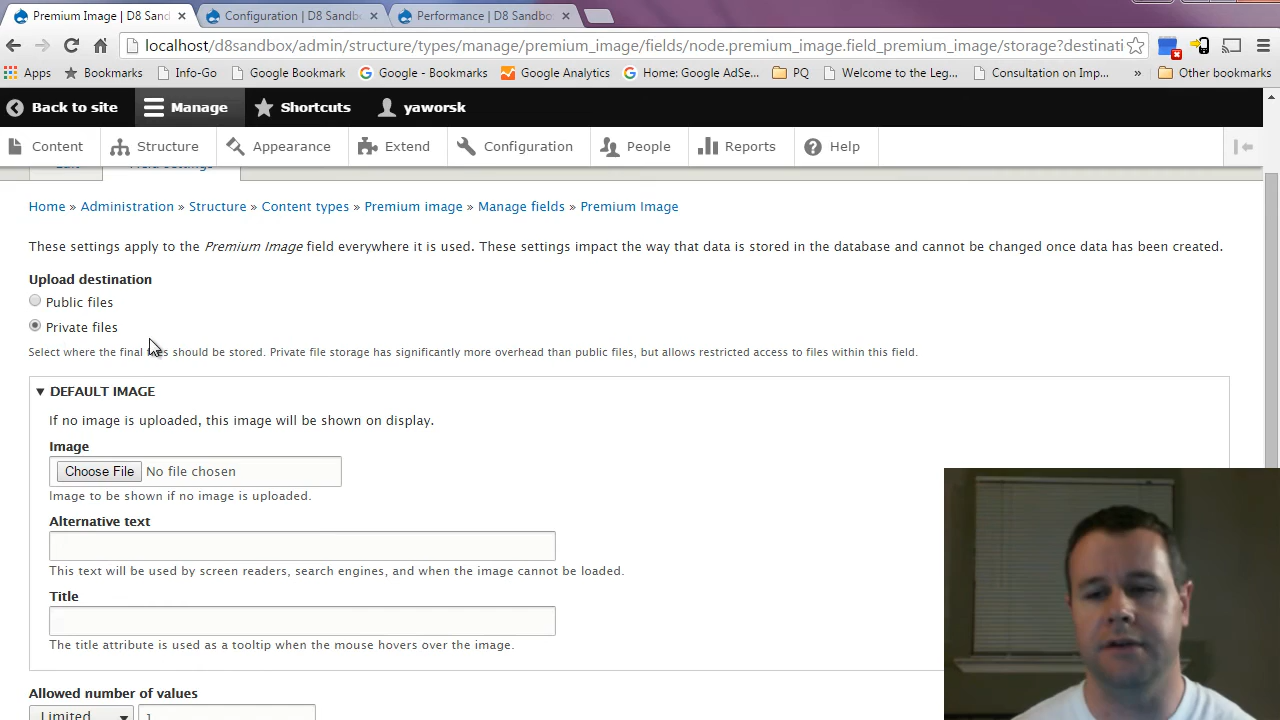 Premium Image | D8 Sand
Configuration | D8 Sandb
Performance | D8 Sandbo
localhost/d8sandbox/admin/structure/types/manage/premium_image/fields/node.premium_image.field_premium_image/storage?destinati
Apps Bookmarks Info-Go Google Bookmark Google - Bookmarks Google Analytics Home: Google AdSe... PQ Welcome to the Leg... Consultation on Imp... » Other bookmarks
Back to site Manage Shortcuts yaworsk
Content Structure Appearance Extend Configuration People Reports Help
Home » Administration » Structure » Content types » Premium image » Manage fields » Premium Image
These settings apply to the Premium Image field everywhere it is used. These settings impact the way that data is stored in the database and cannot be changed once data has been created.
Upload destination
Public files
Private files
Select where the final files should be stored. Private file storage has significantly more overhead than public files, but allows restricted access to files within this field.
DEFAULT IMAGE
If no image is uploaded, this image will be shown on display.
Image
Choose File No file chosen
Image to be shown if no image is uploaded.
Alternative text
This text will be used by screen readers, search engines, and when the image cannot be loaded.
Title
The title attribute is used as a tooltip when the mouse hovers over the image.
Allowed number of values
Limited 1